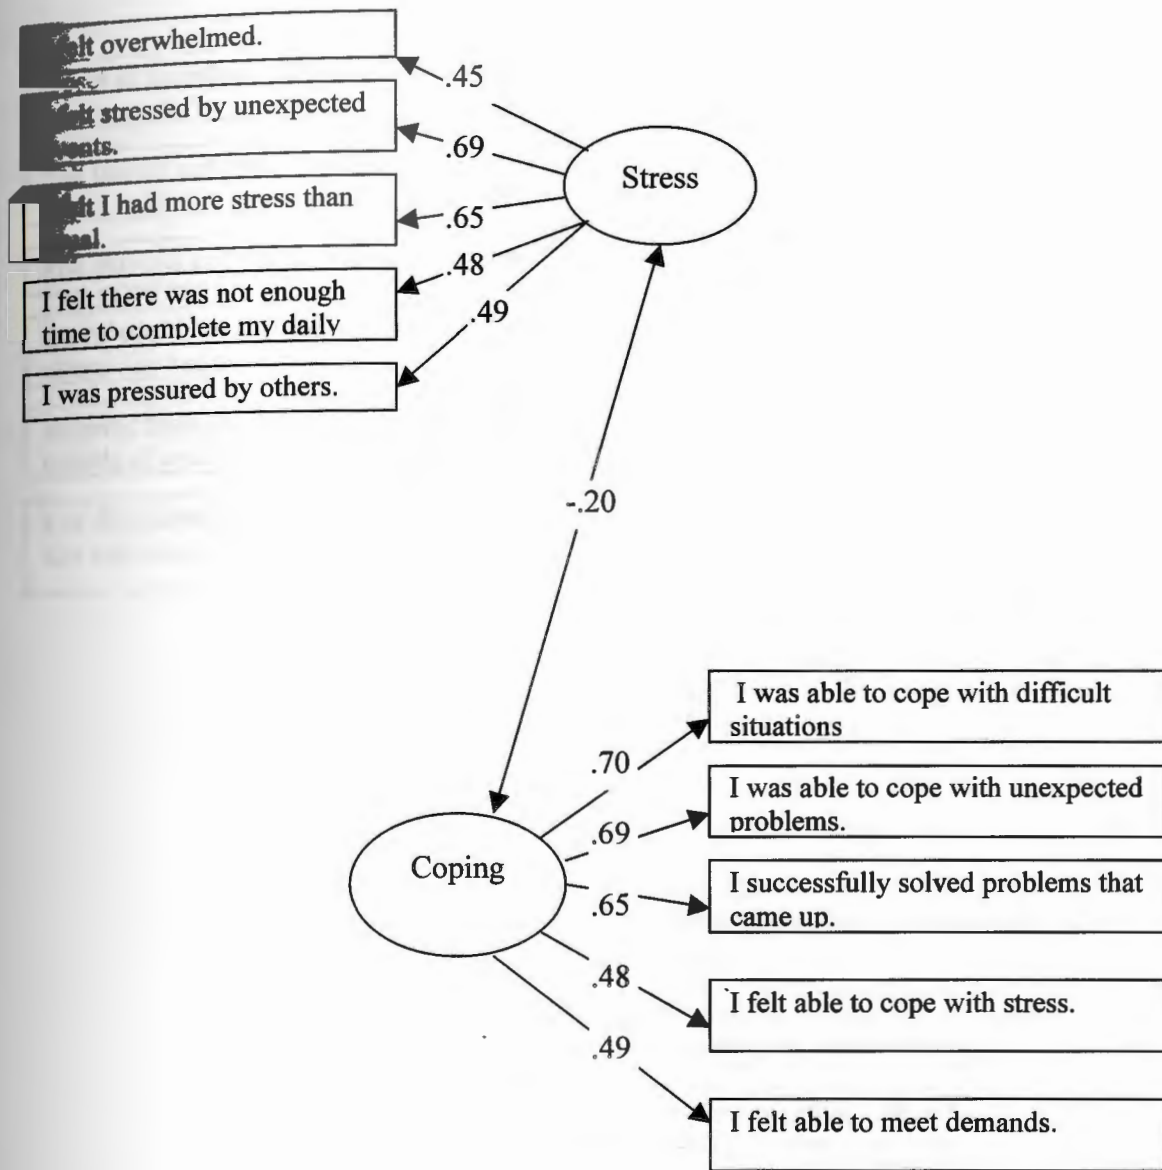 overwhelmed.
.45
stressed by unexpected
.69
Stress
I had more stress than
.65
.48
I felt there was not enough
time to complete my daily
.49
I was pressured by others.
-.20
I was able to cope with difficult
situations
.70
I was able to cope with unexpected
problems.
.69
Coping
I successfully solved problems that
came up.
.65
.48
I felt able to cope with stress.
.49
I felt able to meet demands.